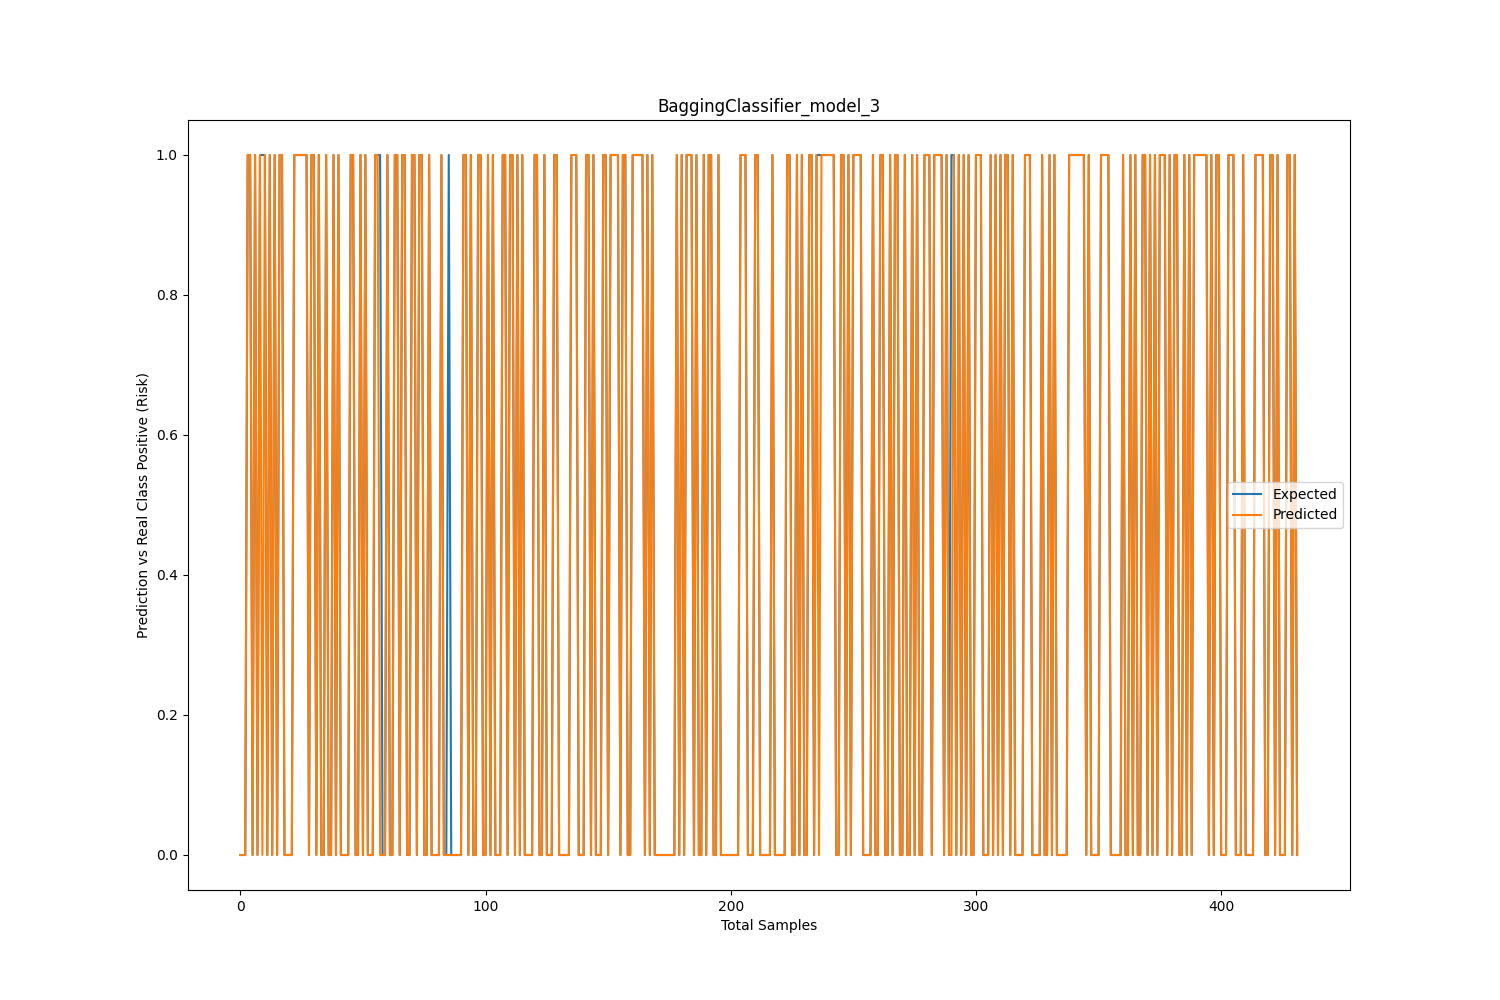 BaggingClassifier_model_3
1.0
0.8
0.6
0.4
0.2
0.0
Prediction vs Real Class Positive (Risk)
Expected
Predicted
0
100
200
300
400
Total Samples